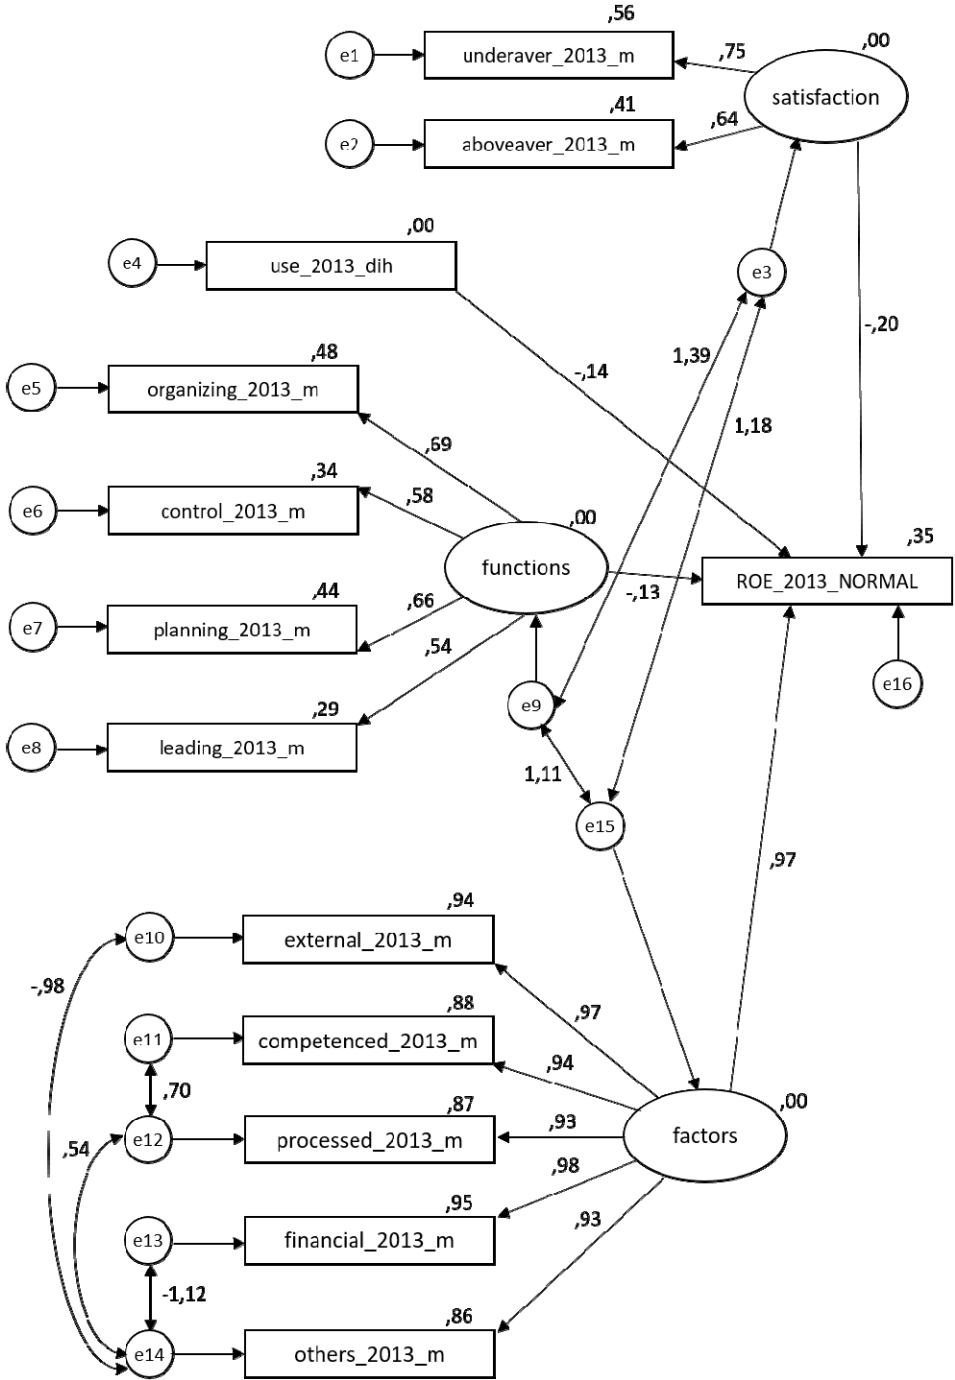 ,56
e1
underaver_2013_m
,75
,00
satisfaction
,41
e2
aboveaver_2013_m
,64
,00
e4
use_2013_dih
e3
-,20
1,39
-,14
1,18
,48
e5
organizing_2013_m
,69
,34
e6
control_2013_m
,58
,00
functions
,35
ROE_2013_NORMAL
-,13
,44
e7
planning_2013_m
,66
,54
e16
e9
,29
e8
leading_2013_m
1,11
e15
,97
,94
e10
external_2013_m
-,98
,97
,88
e11
competenced_2013_m
,94
,70
,87
e12
processed_2013_m
,93
,00
factors
,54
,98
,95
e13
financial_2013_m
,93
-1,12
,86
e14
others_2013_m